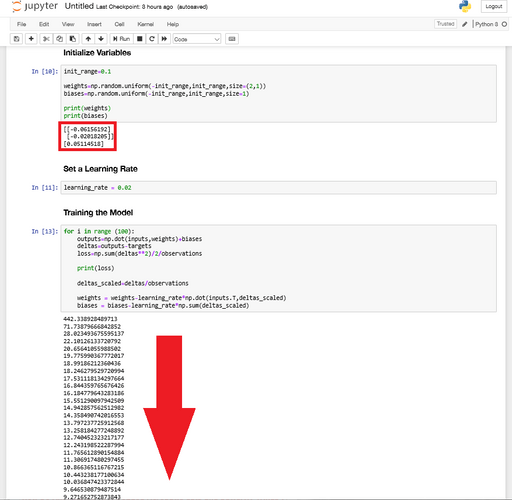 jupyter Untitled Last Checkpoint: 8 hours ago (autosaved)
Logout
File Edit View Insert Cell Kernel Help
Trusted
Python 3
Run
Code
Initialize Variables
In [10]: init_range=0.1
weights=np.random.uniform(-init_range,init_range,size=(2,1))
biases=np.random.uniform(-init_range,init_range,size=1)
print(weights)
print(biases)
[[-0.06156192]
[-0.02018205]]
[0.05114518]
Set a Learning Rate
In [11]: learning_rate = 0.02
Training the Model
In [13]: for i in range (100):
outputs=np.dot(inputs,weights)+biases
deltas=outputs-targets
loss=np.sum(deltas**2)/2/observations
print(loss)
deltas_scaled=deltas/observations
weights = weights-learning_rate*np.dot(inputs.T,deltas_scaled)
biases = biases-learning_rate*np.sum(deltas_scaled)
442.338928489713
71.73879666842852
28.023493675595137
22.10126133720792
20.65641055988502
19.775990367772017
18.99186212360436
18.246279529720994
17.531118134297664
16.844359765676426
16.184779643283186
15.551290097942509
14.942857562512982
14.358490742016553
13.797237725912568
13.258184277248892
12.740452323217177
12.243198522287994
11.765612890154884
11.306917480297455
10.866365116767215
10.443238177100634
10.036847423372844
9.646530879487514
9.271652752873843